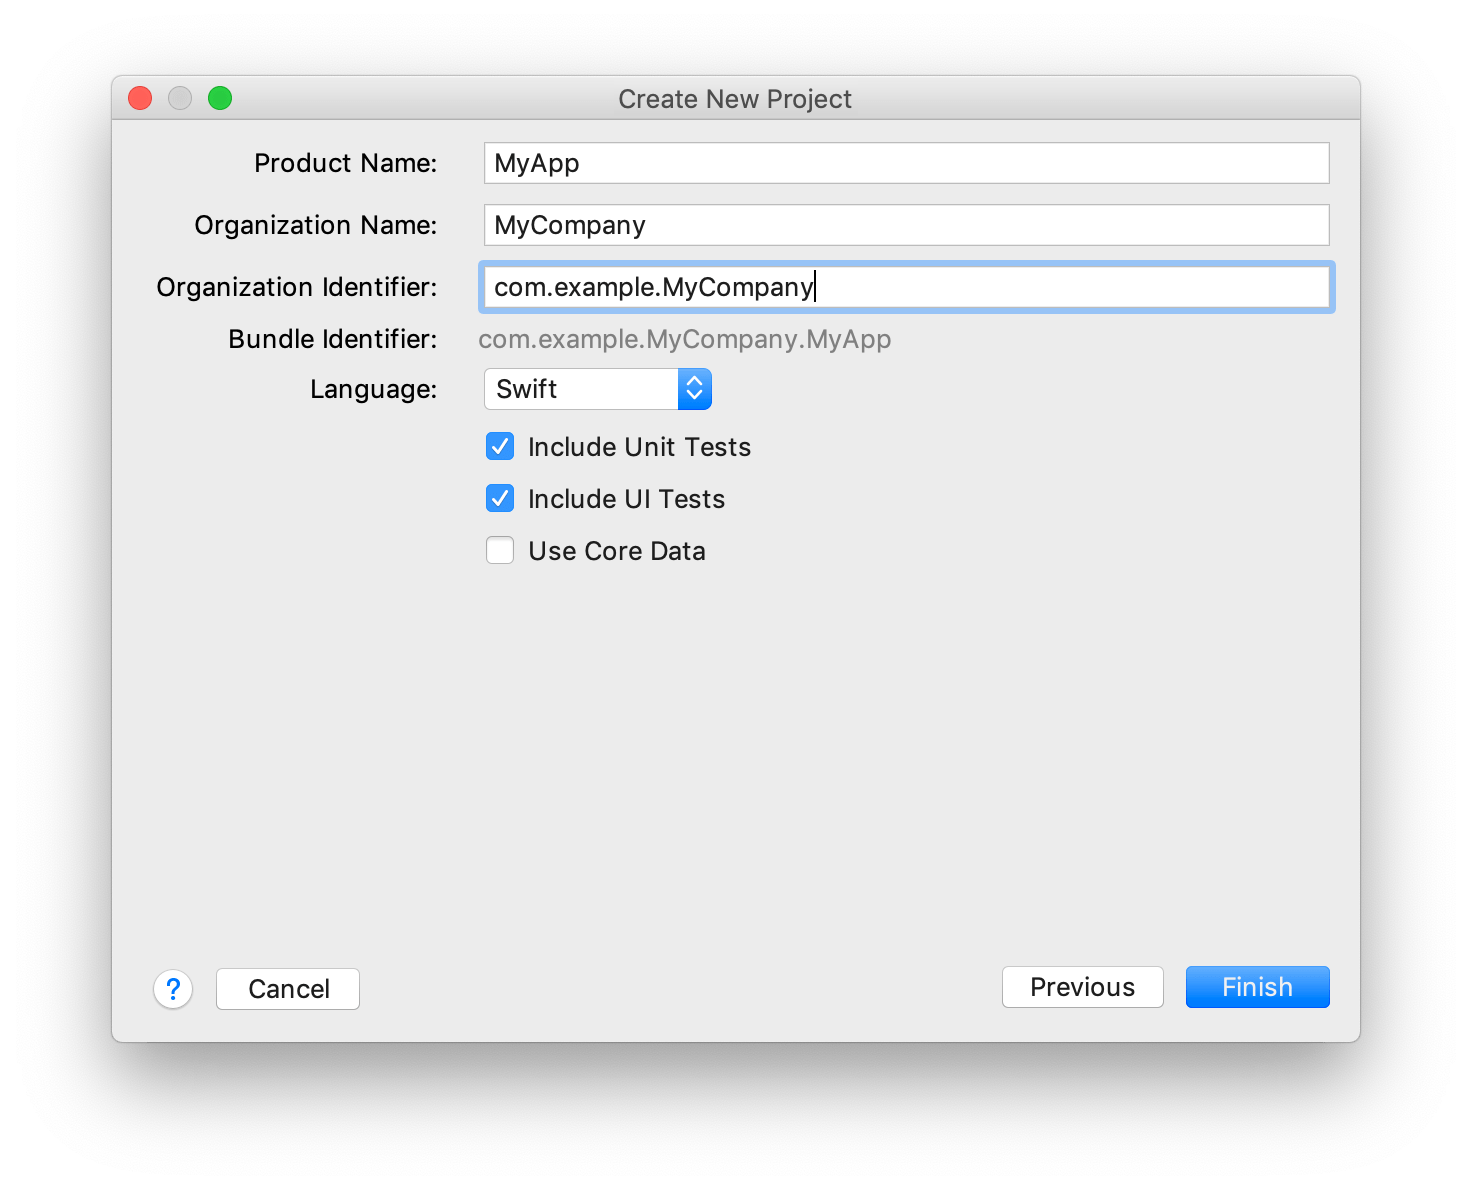 Create New Project
Product Name: MyApp
Organization Name: MyCompany
Organization Identifier: com.example.MyCompany
Bundle Identifier: com.example.MyCompany.MyApp
Language: Swift
Include Unit Tests
Include UI Tests
Use Core Data
? Cancel Previous Finish